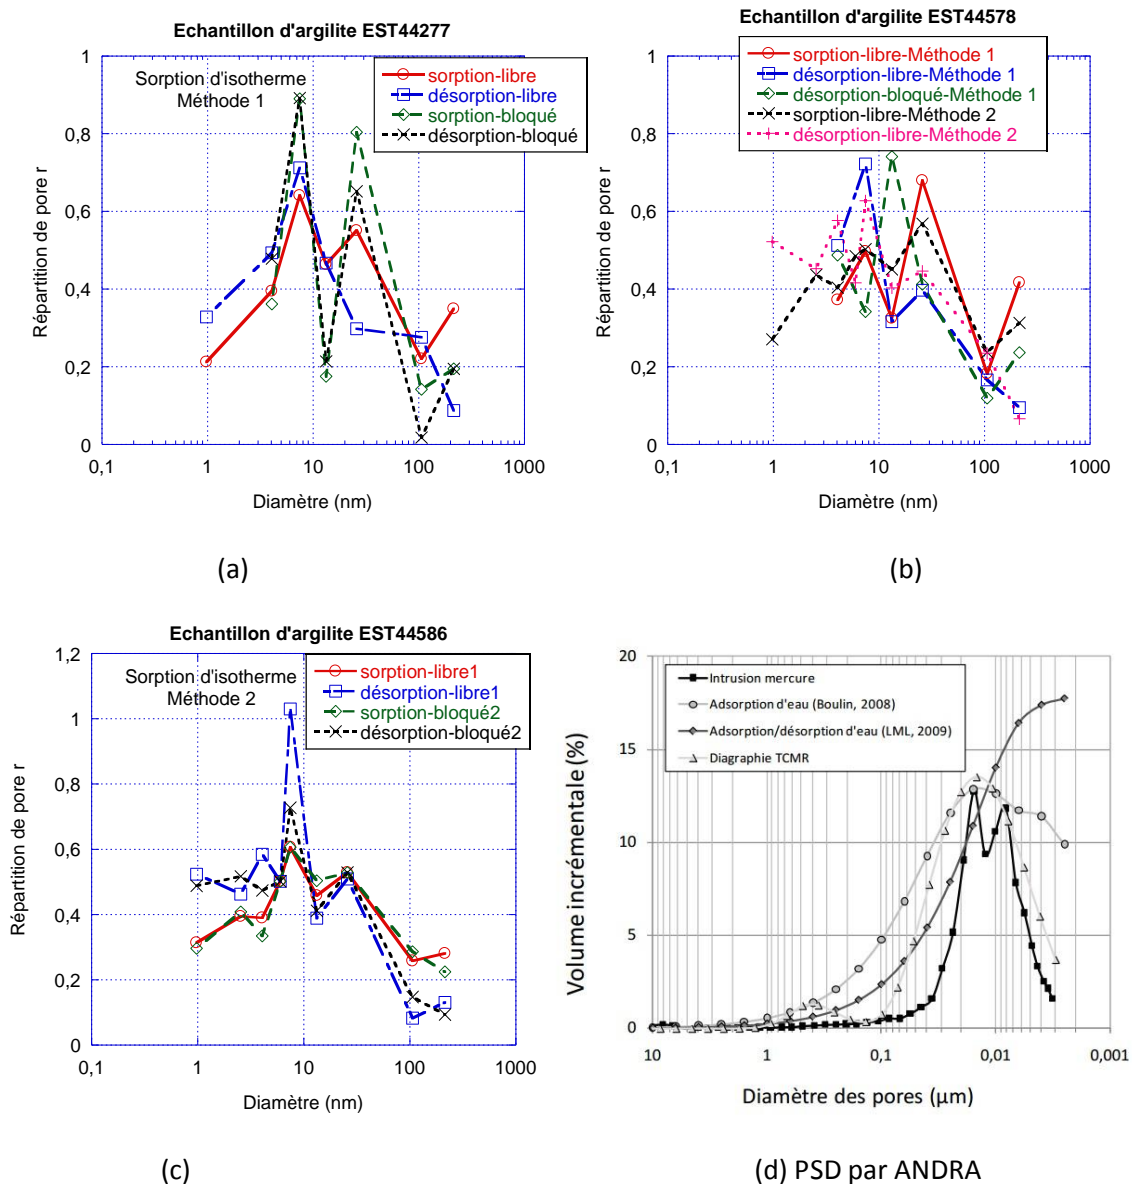 Echantillon d'argilite EST44277
Répartition de pore r
1
0,8
0,6
0,4
0,2
0
Sorption d'isotherme
Méthode 1
sorption-libre
désorption-libre
sorption-bloqué
désorption-bloqué
0,1
1
10
100
1000
Diamètre (nm)
(a)
Echantillon d'argilite EST44578
Répartition de pore r
1
0,8
0,6
0,4
0,2
0
sorption-libre-Méthode 1
désorption-libre-Méthode 1
désorption-bloqué-Méthode 1
sorption-libre-Méthode 2
désorption-libre-Méthode 2
0,1
1
10
100
1000
Diamètre (nm)
(b)
Echantillon d'argilite EST44586
Répartition de pore r
1,2
1
0,8
0,6
0,4
0,2
0
Sorption d'isotherme
Méthode 2
sorption-libre1
désorption-libre1
sorption-bloqué2
désorption-bloqué2
0,1
1
10
100
1000
Diamètre (nm)
(c)
Volume incrémentale (%)
20
15
10
5
0
Intrusion mercure
Adsorption d'eau (Boulin, 2008)
Adsorption/désorption d'eau (LML, 2009)
Diagraphie TCMR
10
1
0,1
0,01
0,001
Diamètre des pores (µm)
(d) PSD par ANDRA